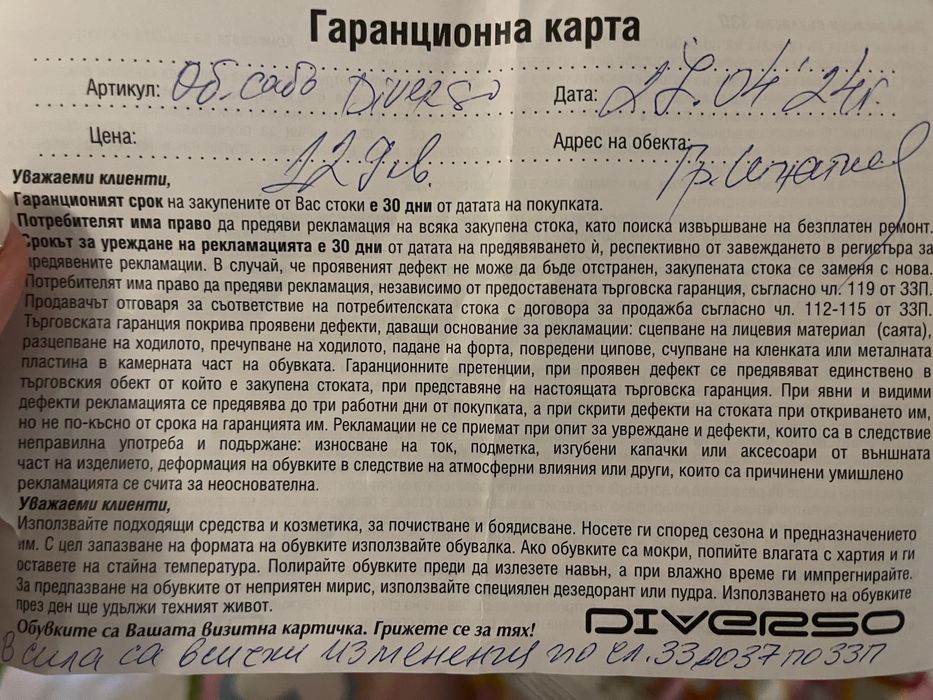 Гаранционна карта
Артикул: Об. сабо Diverso Дата: 27.04'24г.
Цена: 129лв. Адрес на обекта: Гр.
Уважаеми клиенти,
Гаранционият срок на закупените от Вас стоки е 30 дни от датата на покупката.
Потребителят има право да предяви рекламация на всяка закупена стока, като поиска извършване на безплатен ремонт.
Срокът за уреждане на рекламацията е 30 дни от датата на предявяването ѝ, респективно от завеждането в регистъра за
предявените рекламации. В случай, че проявеният дефект не може да бъде отстранен, закупената стока се заменя с нова.
Потребителят има право да предяви рекламация, независимо от предоставената търговска гаранция, съгласно чл. 119 от ЗЗП.
Продавачът отговаря за съответствие на потребителската стока с договора за продажба съгласно чл. 112-115 от ЗЗП.
Търговската гаранция покрива проявени дефекти, даващи основание за рекламации: сцепване на лицевия материал (саята),
разцепване на ходилото, пречупване на ходилото, падане на форта, повредени ципове, счупване на кленката или металната
пластина в камерната част на обувката. Гаранционните претенции, при проявен дефект се предявяват единствено в
търговския обект от който е закупена стоката, при представяне на настоящата търговска гаранция. При явни и видими
дефекти рекламацията се предявява до три работни дни от покупката, а при скрити дефекти на стоката при откриването им,
но не по-късно от срока на гаранцията им. Рекламации не се приемат при опит за увреждане и дефекти, които са в следствие
неправилна употреба и подържане: износване на ток, подметка, изгубени капачки или аксесоари от външната
част на изделието, деформация на обувките в следствие на атмосферни влияния или други, които са причинени умишлено
рекламацията се счита за неоснователна.
Уважаеми клиенти,
Използвайте подходящи средства и козметика, за почистване и боядисване. Носете ги според сезона и предназначението
им. С цел запазване на формата на обувките използвайте обувалка. Ако обувките са мокри, попийте влагата с хартия и ги
оставете на стайна температура. Полирайте обувките преди да излезете навън, а при влажно време ги импрегнирайте.
За предпазване на обувките от неприятен мирис, използвайте специялен дезедорант или пудра. Използването на обувките
през ден ще удължи техният живот.
Обувките са Вашата визитна картичка. Грижете се за тях! DIVERSO
В сила са всички изменения по чл. 33 до 37 по ЗЗП